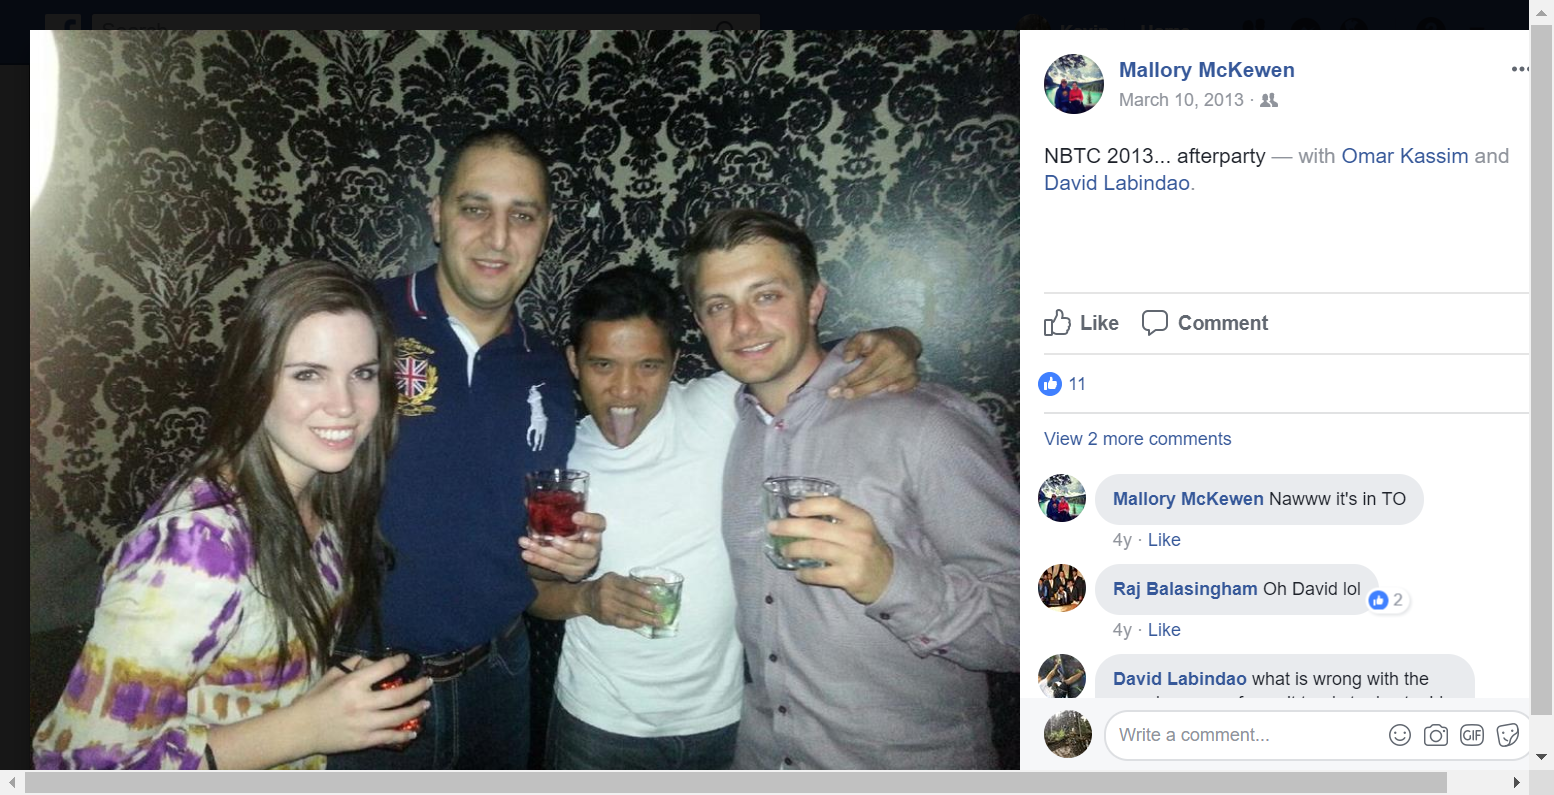 Search
Mallory McKewen
March 10, 2013 ·
NBTC 2013... afterparty — with Omar Kassim and
David Labindao.
Like Comment
11
View 2 more comments
Mallory McKewen Nawww it's in TO
4y · Like
Raj Balasingham Oh David lol
2
4y · Like
David Labindao what is wrong with the
Write a comment...
GIF